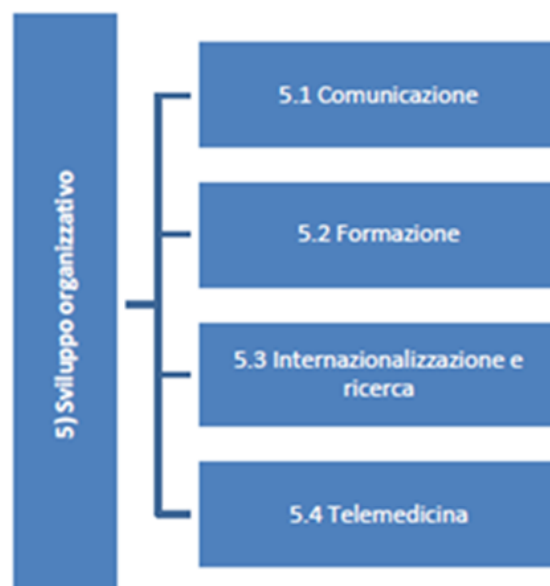 5) Sviluppo organizzativo
5.1 Comunicazione
5.2 Formazione
5.3 Internazionalizzazione e
ricerca
5.4 Telemedicina